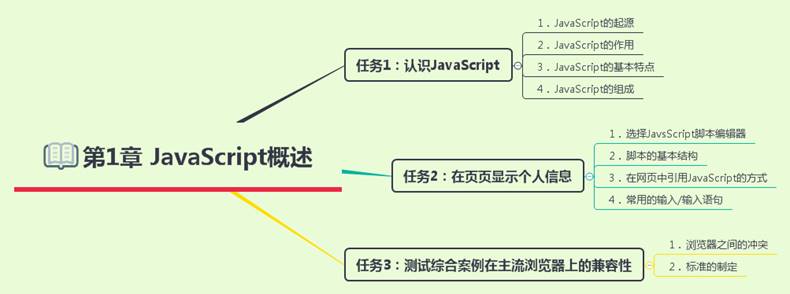 第1章 JavaScript概述
任务1：认识JavaScript
1．JavaScript的起源
2．JavaScript的作用
3．JavaScript的基本特点
4．JavaScript的组成
任务2：在页页显示个人信息
1．选择JavsScript脚本编辑器
2．脚本的基本结构
3．在网页中引用JavaScript的方式
4．常用的输入/输入语句
任务3：测试综合案例在主流浏览器上的兼容性
1．浏览器之间的冲突
2．标准的制定